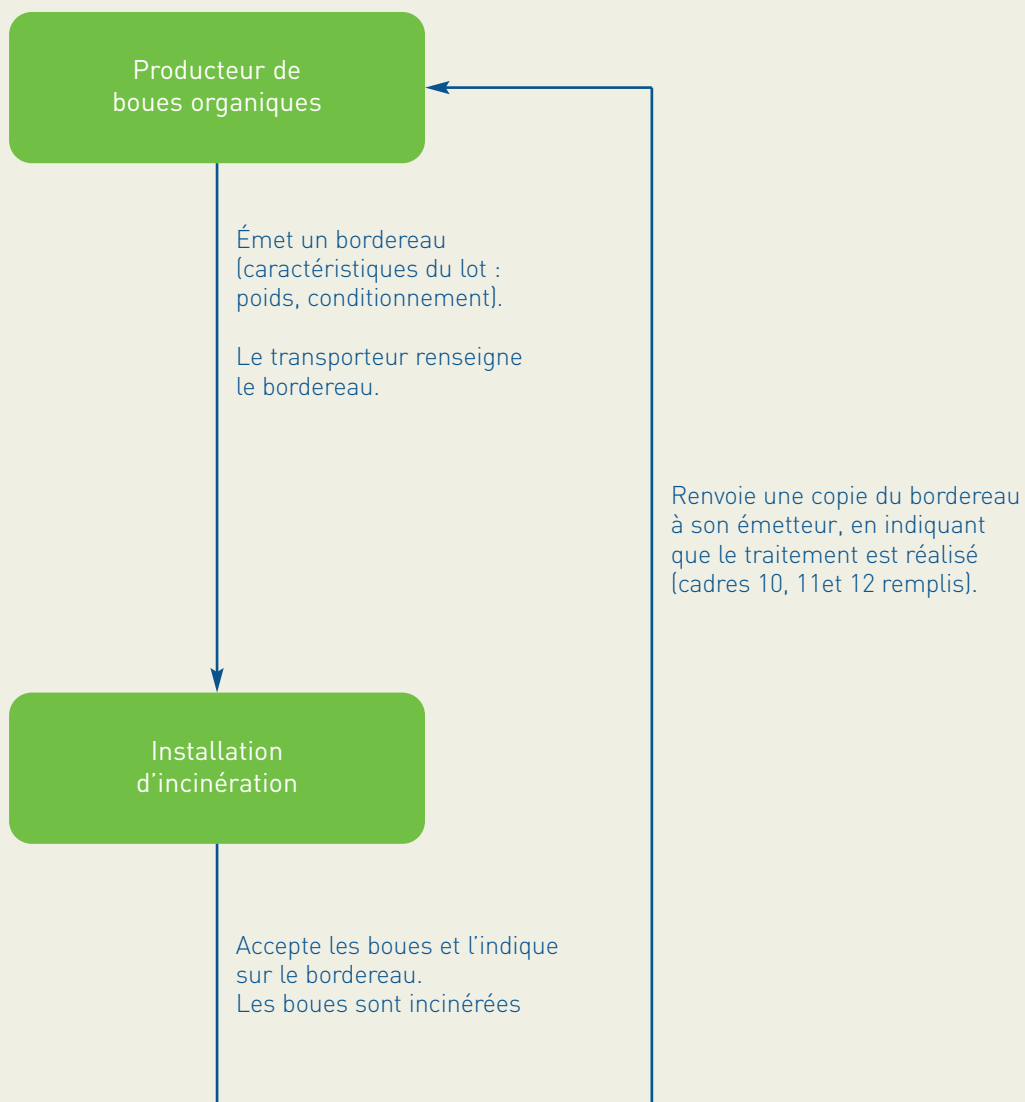 Producteur de
boues organiques
Émet un bordereau
(caractéristiques du lot :
poids, conditionnement).
Le transporteur renseigne
le bordereau.
Renvoie une copie du bordereau
à son émetteur, en indiquant
que le traitement est réalisé
(cadres 10, 11et 12 remplis).
Installation
d’incinération
Accepte les boues et l’indique
sur le bordereau.
Les boues sont incinérées